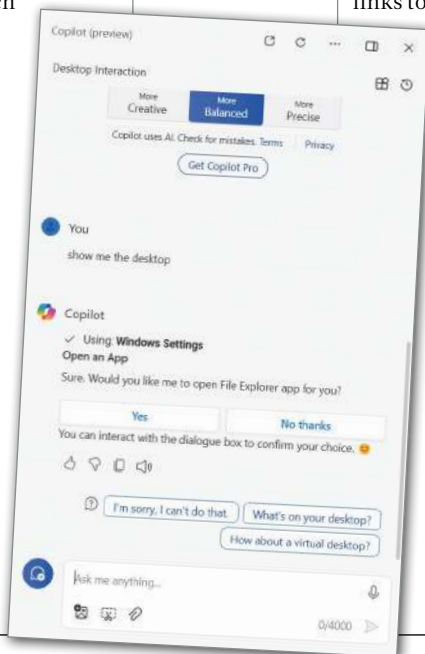 ch
links to
Copilot (preview)
Desktop Interaction
More Creative
More Balanced
More Precise
Copilot uses AI. Check for mistakes. Terms Privacy
Get Copilot Pro
You
show me the desktop
Copilot
✓ Using: Windows Settings
Open an App
Sure. Would you like me to open File Explorer app for you?
Yes
No thanks
You can interact with the dialogue box to confirm your choice. 😊
I'm sorry, I can't do that.
What's on your desktop?
How about a virtual desktop?
Ask me anything...
0/4000